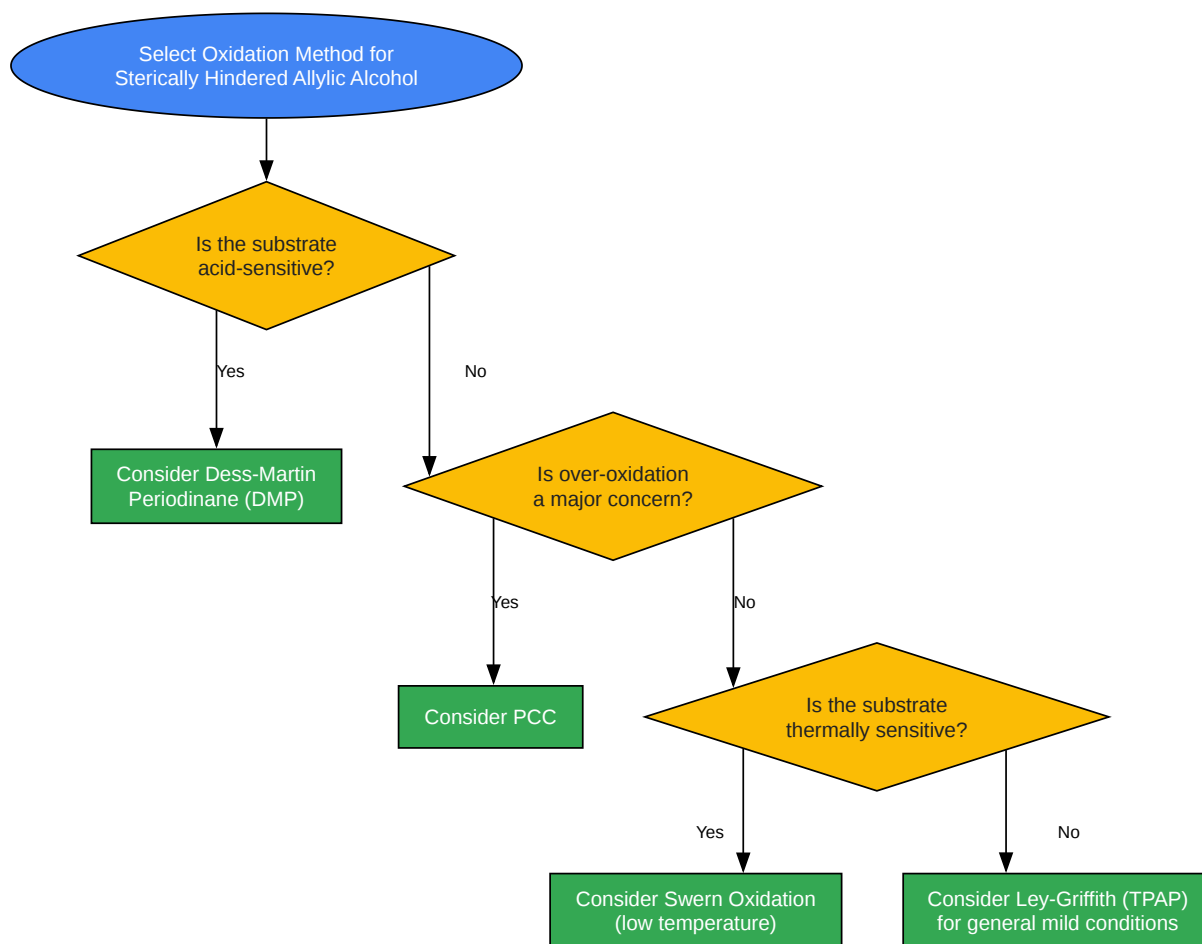 Select Oxidation Method for
Sterically Hindered Allylic Alcohol
Is the substrate
acid-sensitive?
Yes
No
Consider Dess-Martin
Periodinane (DMP)
Is over-oxidation
a major concern?
Yes
No
Consider PCC
Is the substrate
thermally sensitive?
Yes
No
Consider Swern Oxidation
(low temperature)
Consider Ley-Griffith (TPAP)
for general mild conditions